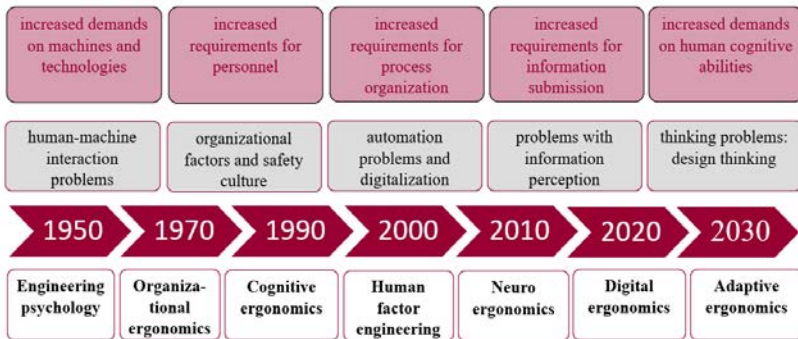 increased demands
on machines and
technologies
increased
requirements for
personnel
increased
requirements for
process
organization
increased
requirements for
information
submission
increased demands
on human cognitive
abilities
human-machine
interaction
problems
organizational
factors and safety
culture
automation
problems and
digitalization
problems with
information
perception
thinking problems:
design thinking
1950
1970
1990
2000
2010
2020
2030
Engineering
psychology
Organiza-
tional
ergonomics
Cognitive
ergonomics
Human
factor
engineering
Neuro
ergonomics
Digital
ergonomics
Adaptive
ergonomics